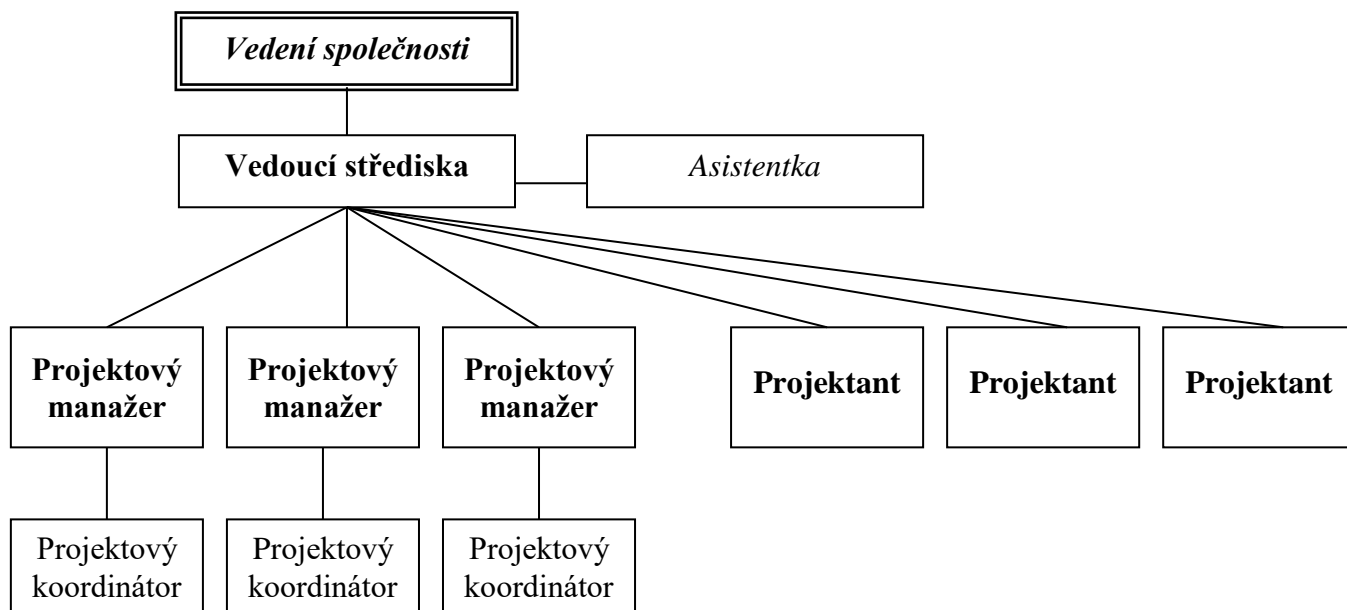 Vedení společnosti
Vedoucí střediska
Asistentka
Projektový
manažer
Projektový
manažer
Projektový
manažer
Projektant
Projektant
Projektant
Projektový
koordinátor
Projektový
koordinátor
Projektový
koordinátor